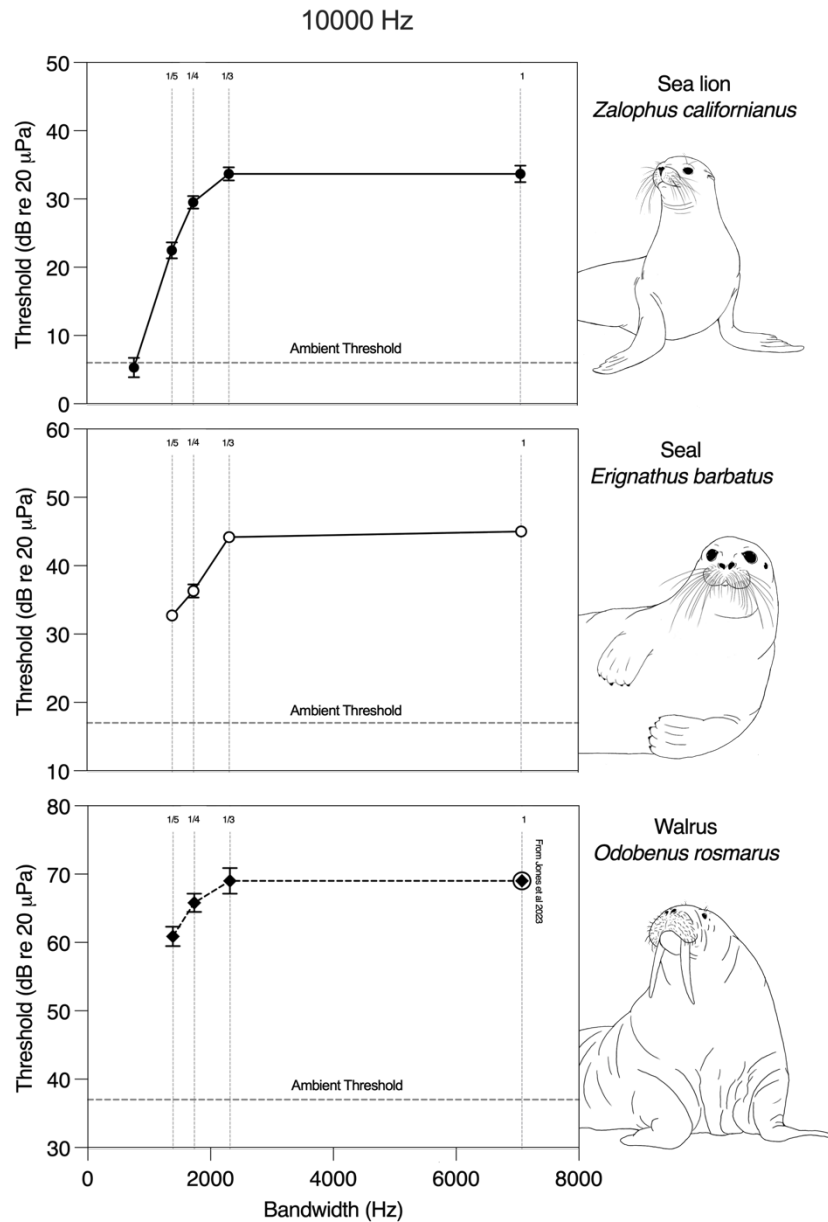 10000 Hz
50
40
30
20
10
0
Threshold (dB re 20 μPa)
1/5
1/4
1/3
1
Ambient Threshold
Sea lion
Zalophus californianus
60
50
40
30
20
10
Threshold (dB re 20 μPa)
1/5
1/4
1/3
1
Ambient Threshold
Seal
Erignathus barbatus
80
70
60
50
40
30
Threshold (dB re 20 μPa)
1/5
1/4
1/3
1
From Jones et al 2023
Ambient Threshold
Walrus
Odobenus rosmarus
0
2000
4000
6000
8000
Bandwidth (Hz)